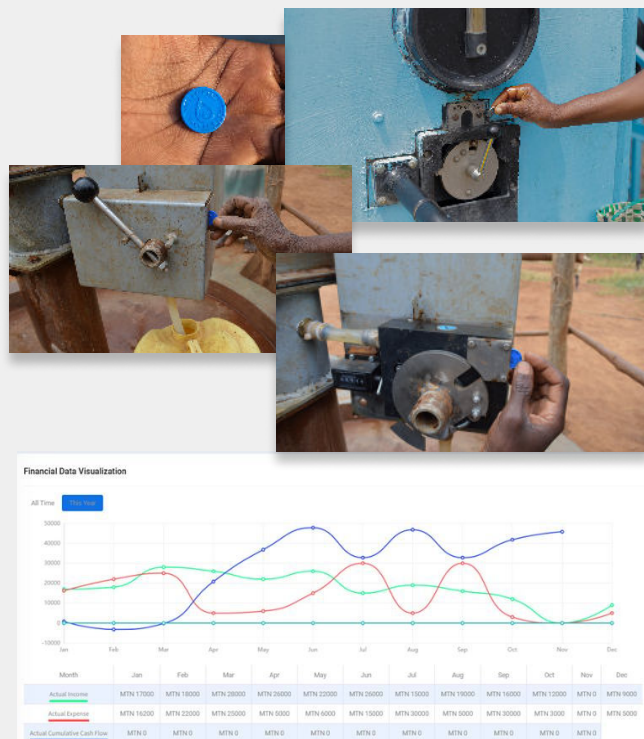 Financial Data Visualization
All Time This Year
50000
40000
30000
20000
10000
0
-10000
Jan Feb Mar Apr May Jun Jul Aug Sep Oct Nov Dec
Month Jan Feb Mar Apr May Jun Jul Aug Sep Oct Nov Dec
Actual Income MTN 17000 MTN 18000 MTN 28000 MTN 26000 MTN 22000 MTN 26000 MTN 15000 MTN 19000 MTN 16000 MTN 12000 MTN 0 MTN 9000
Actual Expense MTN 16200 MTN 22000 MTN 25000 MTN 5000 MTN 6000 MTN 15000 MTN 30000 MTN 5000 MTN 30000 MTN 3000 MTN 0 MTN 5000
Actual Cumulative Cash Flow MTN 0 MTN 0 MTN 0 MTN 0 MTN 0 MTN 0 MTN 0 MTN 0 MTN 0 MTN 0 MTN 0